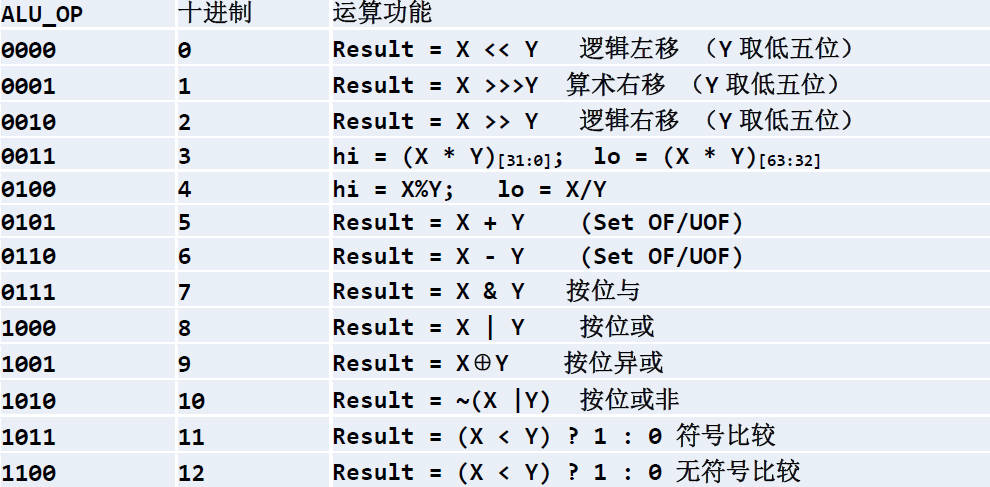 ALU_OP 十进制 运算功能
0000 0 Result = X << Y 逻辑左移 （Y 取低五位）
0001 1 Result = X >>>Y 算术右移 （Y 取低五位）
0010 2 Result = X >> Y 逻辑右移 （Y 取低五位）
0011 3 hi = (X * Y)[31:0]; lo = (X * Y)[63:32]
0100 4 hi = X%Y; lo = X/Y
0101 5 Result = X + Y (Set OF/UOF)
0110 6 Result = X - Y (Set OF/UOF)
0111 7 Result = X & Y 按位与
1000 8 Result = X | Y 按位或
1001 9 Result = X⊕Y 按位异或
1010 10 Result = ~(X |Y) 按位或非
1011 11 Result = (X < Y) ? 1 : 0 符号比较
1100 12 Result = (X < Y) ? 1 : 0 无符号比较